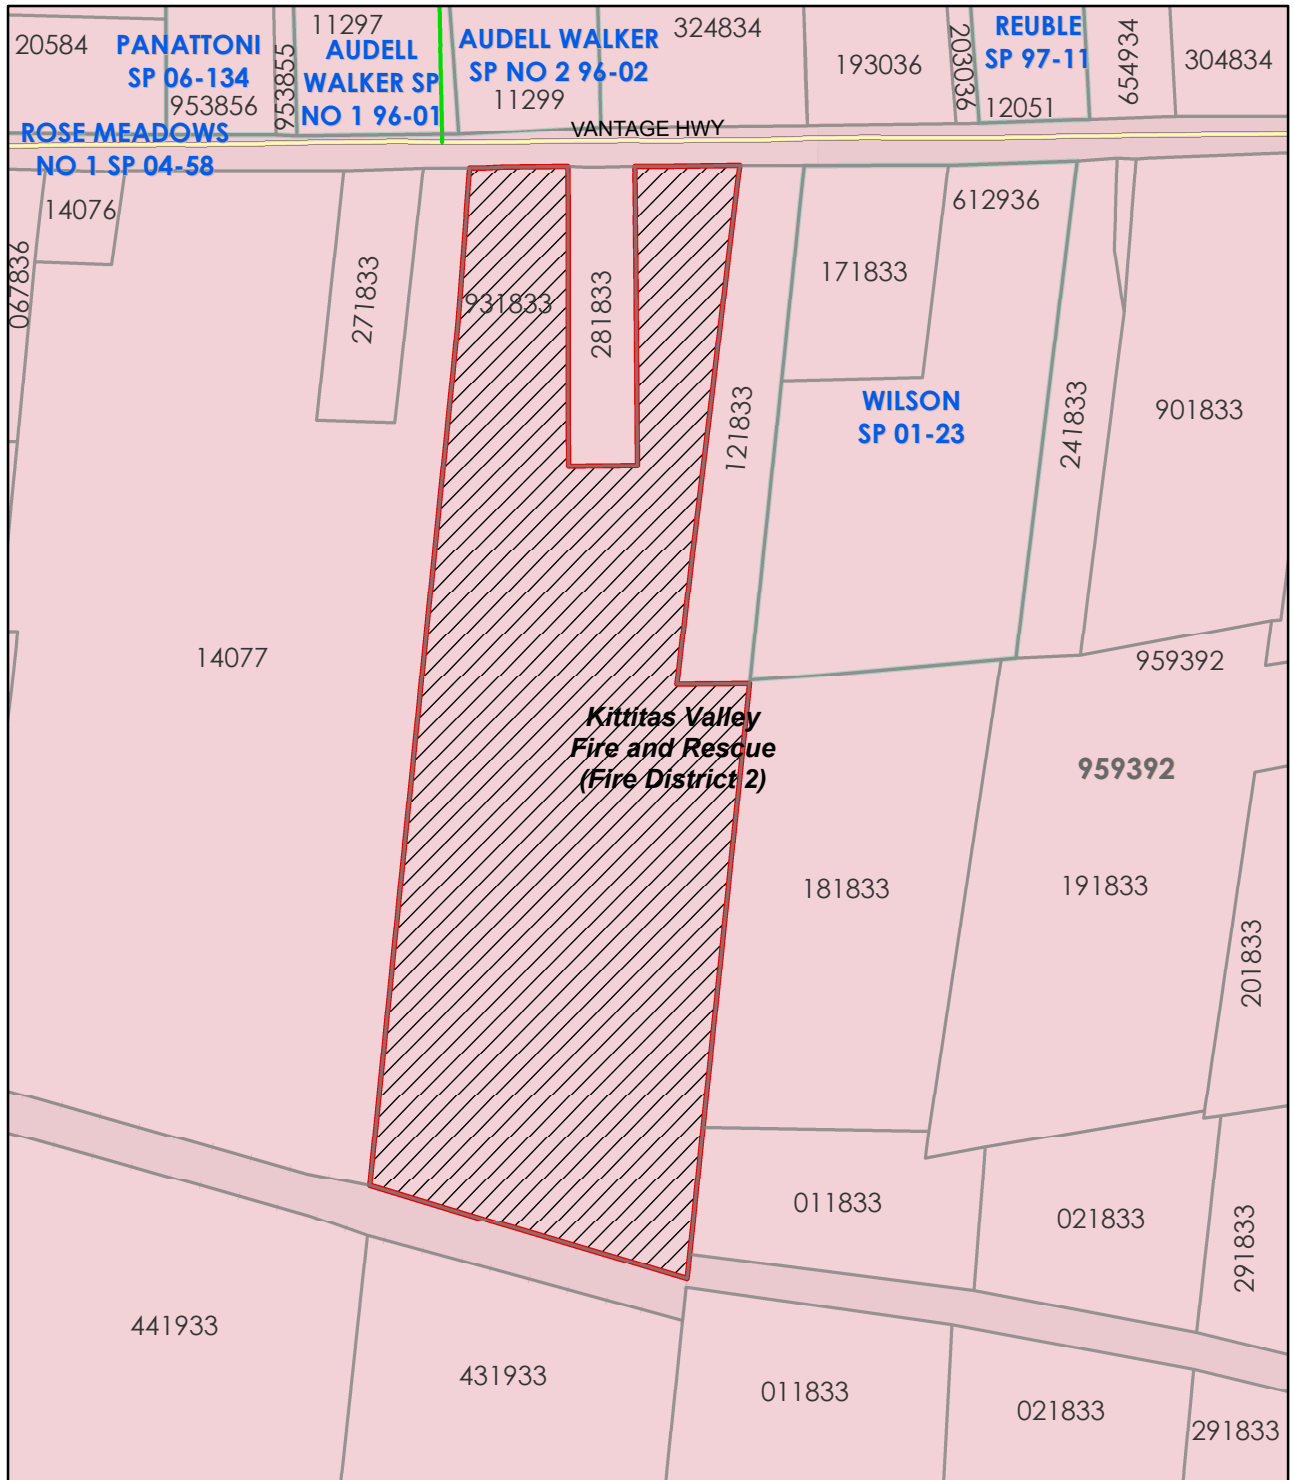 20584
PANATTONI
SP 06-134
953856
953855
11297
AUDELL
WALKER SP
NO 1 96-01
AUDELL WALKER
SP NO 2 96-02
11299
324834
193036
203036
REUBLE
SP 97-11
12051
654934
304834
ROSE MEADOWS
NO 1 SP 04-58
VANTAGE HWY
14076
067836
271833
931833
281833
121833
171833
612936
WILSON
SP 01-23
241833
901833
14077
959392
Kittitas Valley
Fire and Rescue
(Fire District 2)
959392
181833
191833
201833
011833
021833
291833
441933
431933
011833
021833
291833